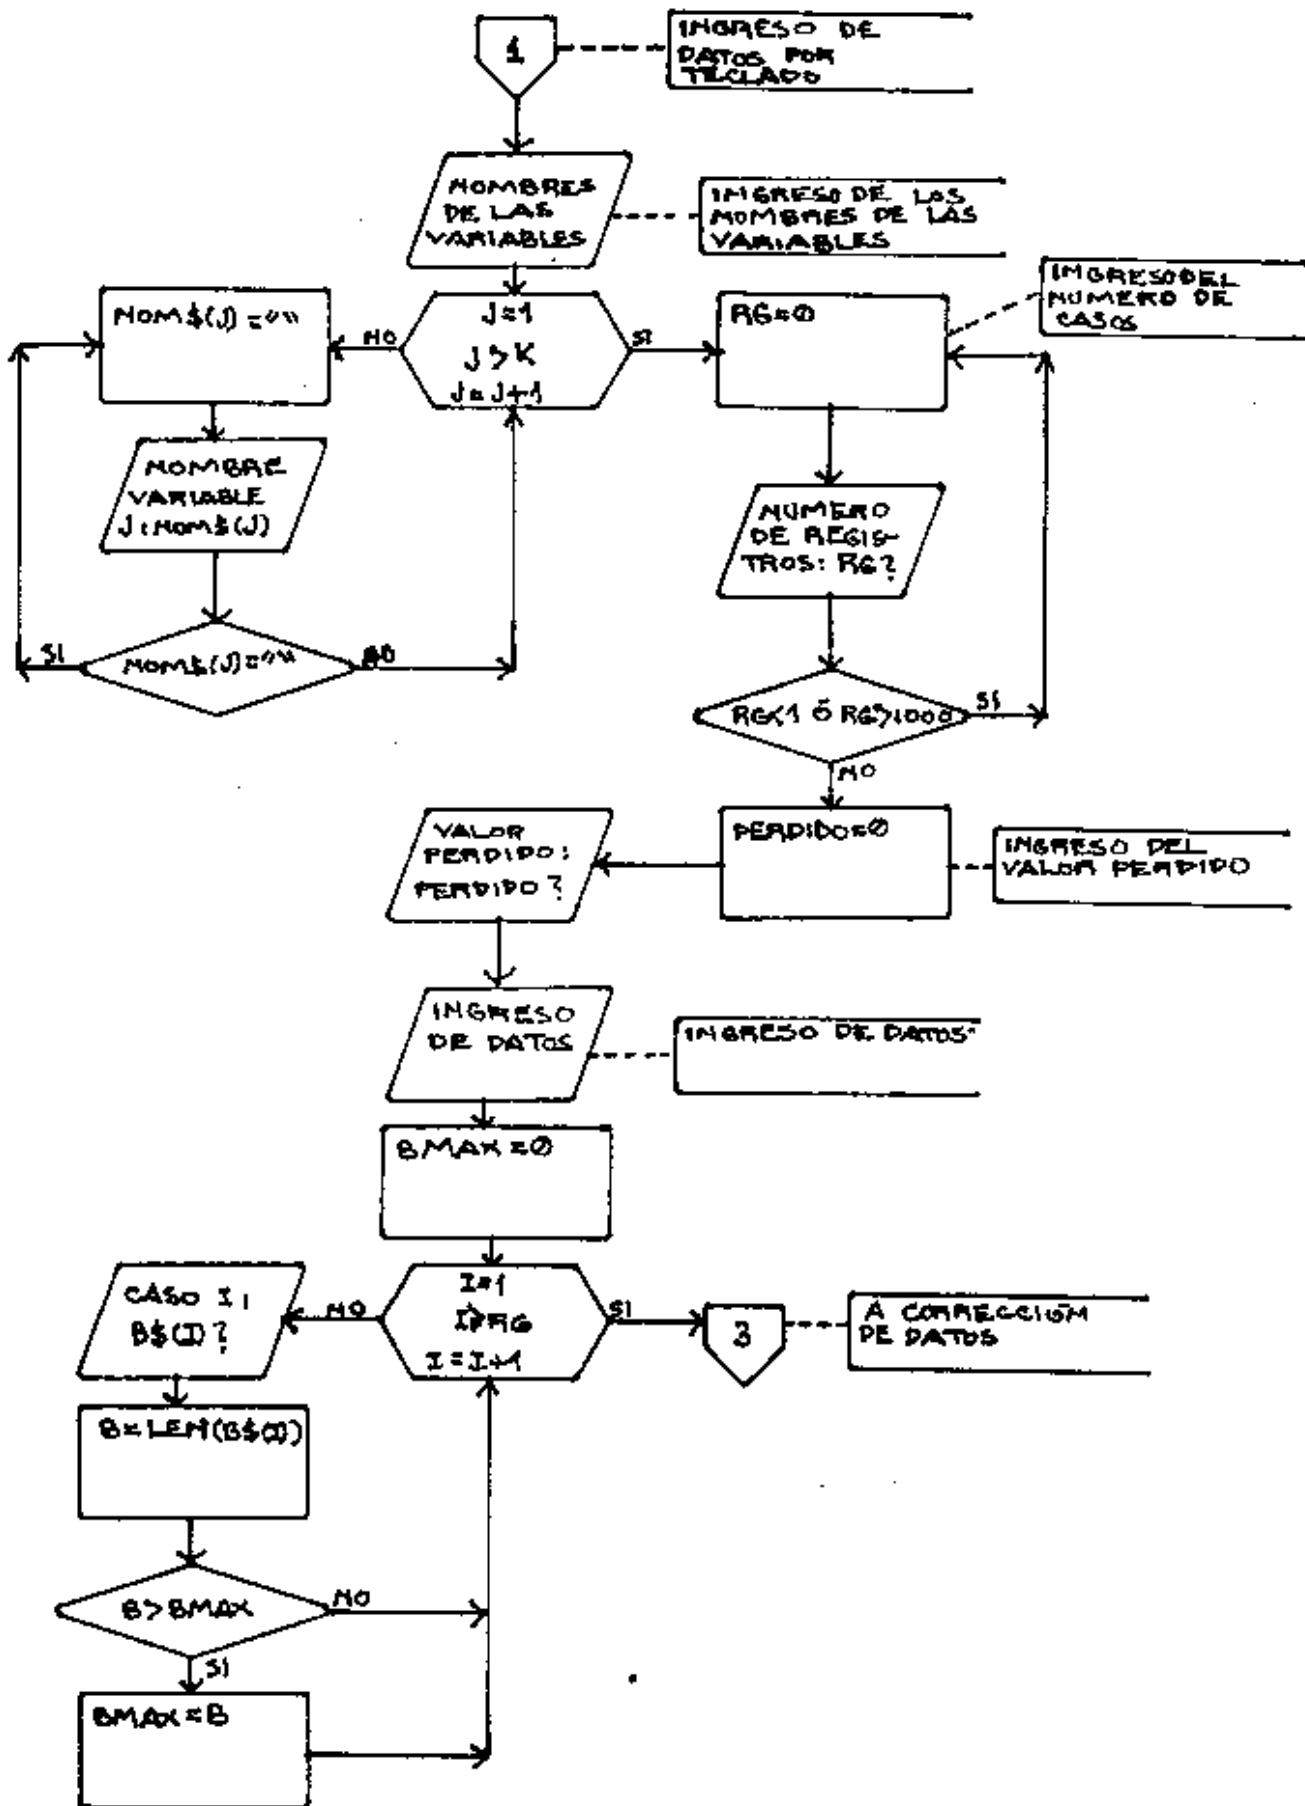 1
INGRESO DE
DATOS POR
TECLADO
NOMBRES
DE LAS
VARIABLES
INGRESO DE LOS
NOMBRES DE LAS
VARIABLES
NOM$(J)=""
NO
J=1
J>K
J=J+1
SI
RG=0
INGRESO DEL
NUMERO DE
CASOS
NOMBRE
VARIABLE
J:NOM$(J)
NUMERO
DE REGIS-
TROS: RG?
SI
NOM$(J)=""
NO
RG<1 Ó RG>1000
SI
NO
VALOR
PERDIDO:
PERDIDO?
PERDIDO=0
INGRESO DEL
VALOR PERDIDO
INGRESO
DE DATOS
INGRESO DE DATOS
BMAX=0
CASO I,
B$(I)?
NO
I=1
I>RG
I=I+1
SI
3
A CORRECCION
DE DATOS
B=LEN(B$(I))
B>BMAX
NO
SI
BMAX=B